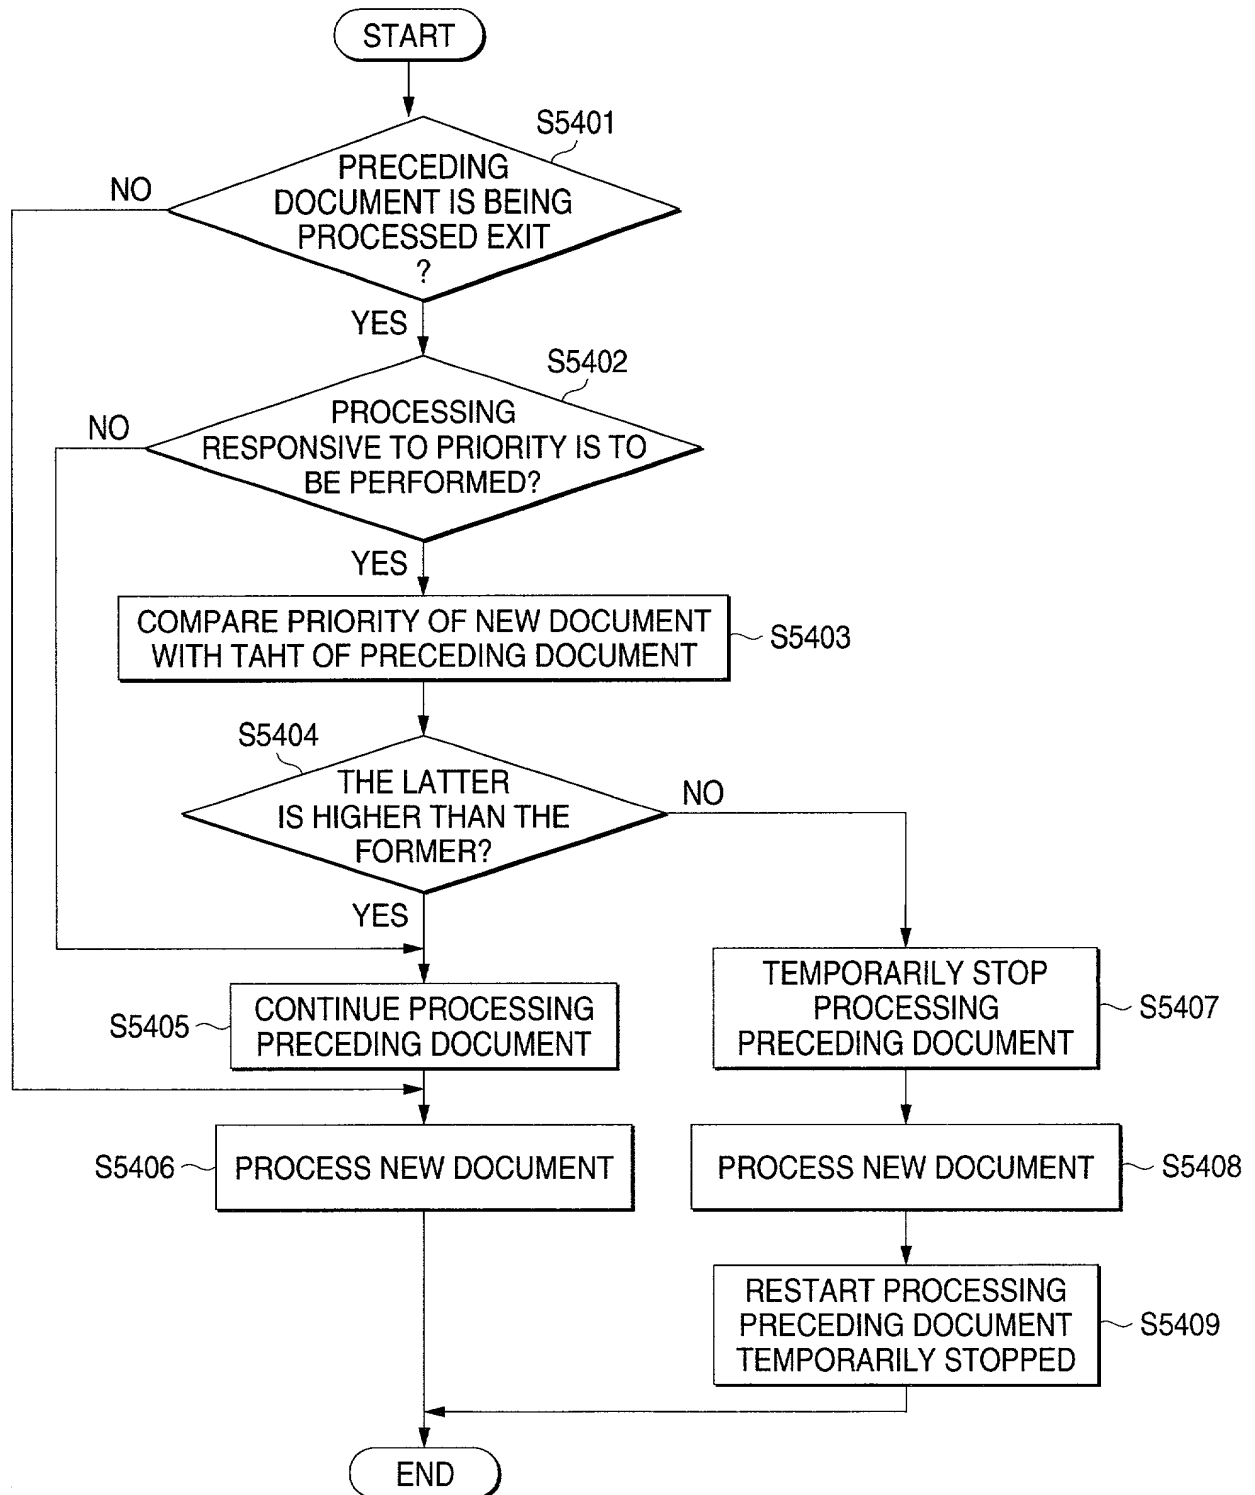 START
S5401
PRECEDING
DOCUMENT IS BEING
PROCESSED EXIT
?
NO
YES
S5402
PROCESSING
RESPONSIVE TO PRIORITY IS TO
BE PERFORMED?
NO
YES
COMPARE PRIORITY OF NEW DOCUMENT
WITH TAHT OF PRECEDING DOCUMENT
S5403
S5404
THE LATTER
IS HIGHER THAN THE
FORMER?
NO
YES
CONTINUE PROCESSING
PRECEDING DOCUMENT
S5405
TEMPORARILY STOP
PROCESSING
PRECEDING DOCUMENT
S5407
S5406
PROCESS NEW DOCUMENT
PROCESS NEW DOCUMENT
S5408
RESTART PROCESSING
PRECEDING DOCUMENT
TEMPORARILY STOPPED
S5409
END